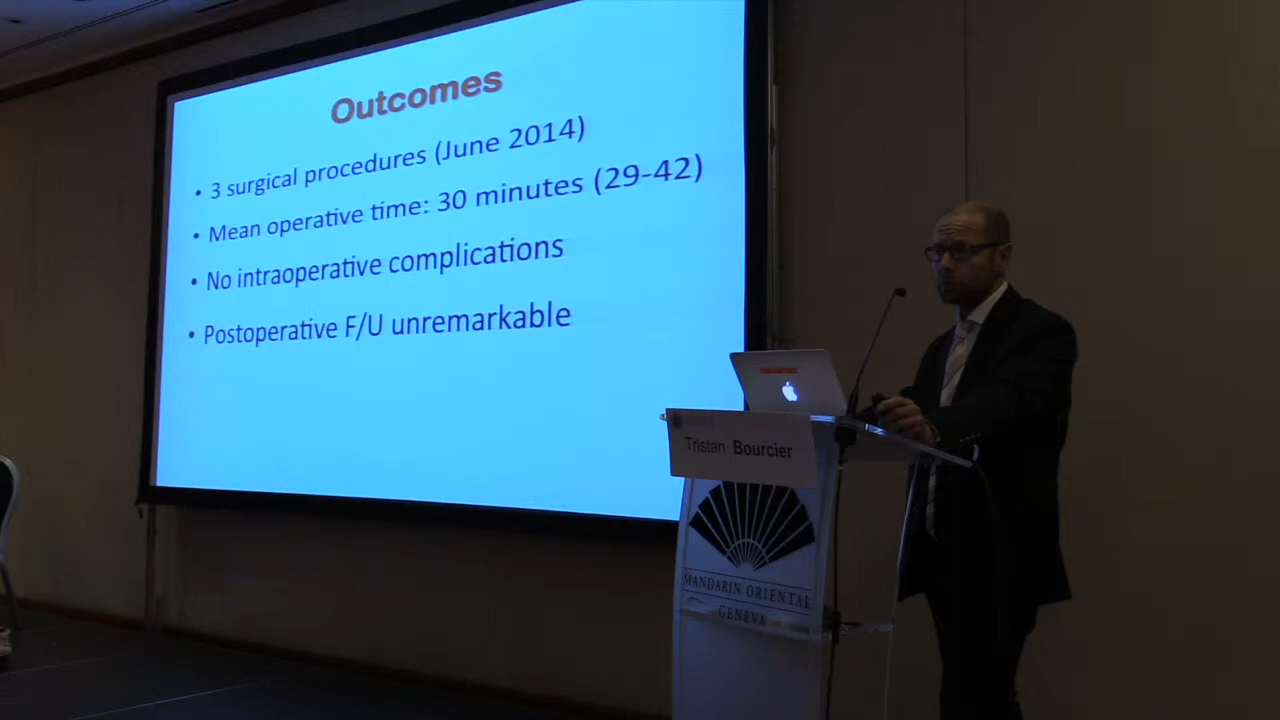 Outcomes
• 3 surgical procedures (June 2014)
• Mean operative time: 30 minutes (29-42)
• No intraoperative complications
• Postoperative F/U unremarkable
Tristan Bourcier
MANDARIN ORIENTAL
GENEVA